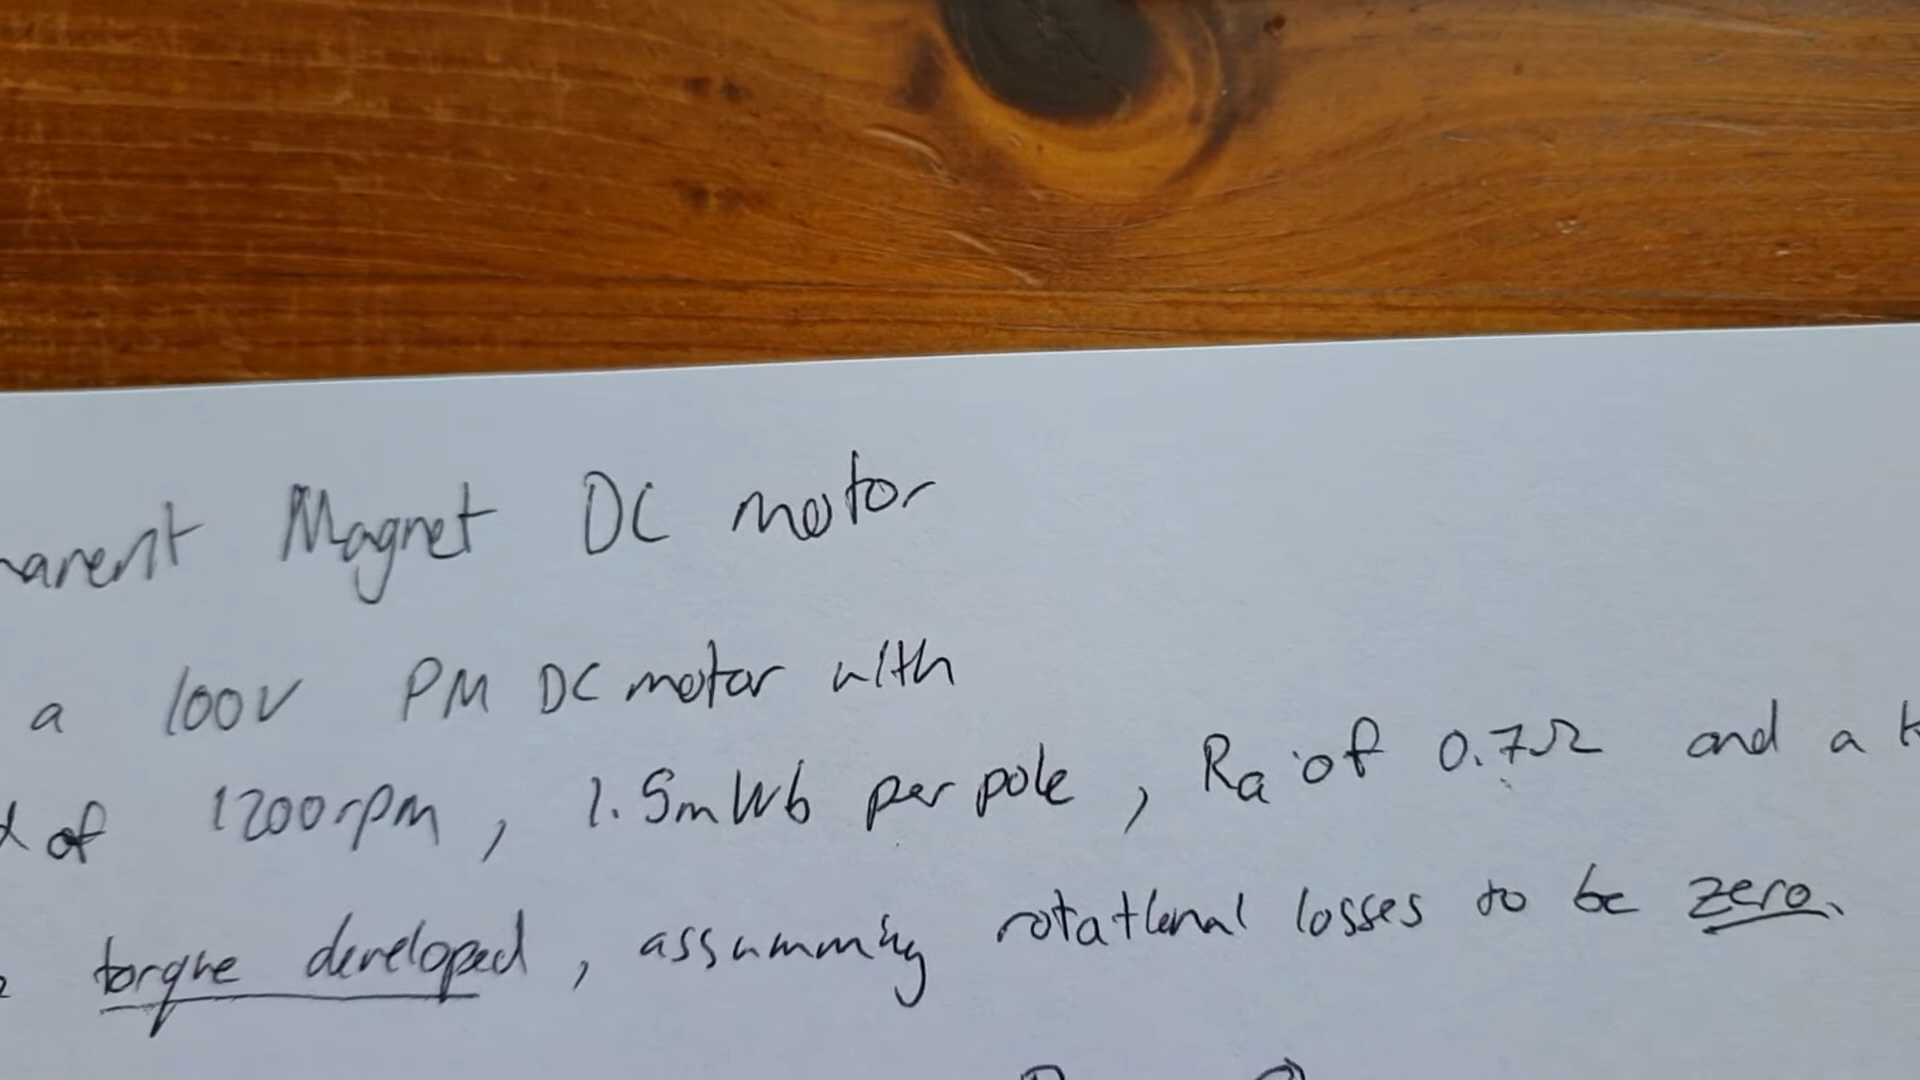 Magnet DC motor
a 100V PM DC motor with
of 1200rpm, 1.5mWb per pole, Ra of 0.7Ω and a
torque developed, assumming rotational losses to be zero.